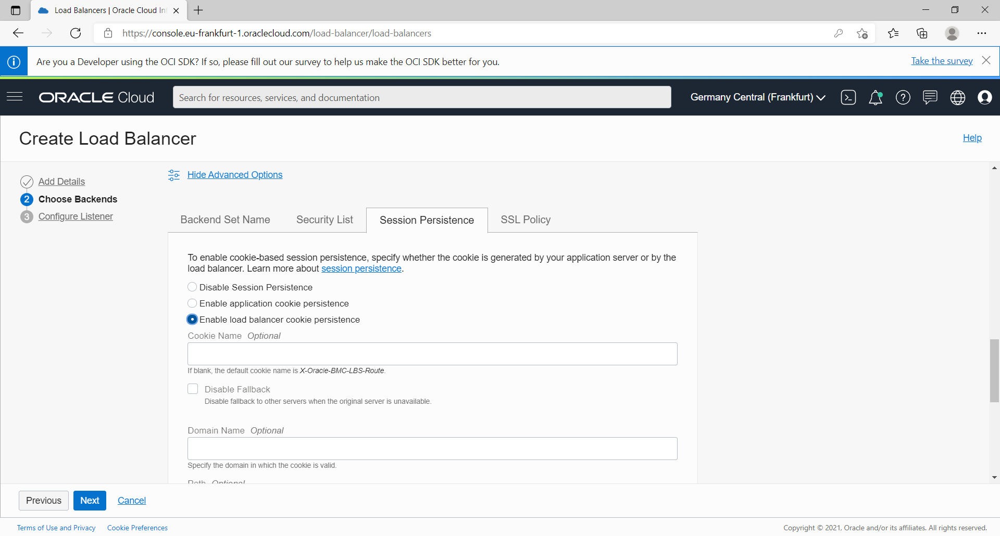 Load Balancers | Oracle Cloud In
https://console.eu-frankfurt-1.oraclecloud.com/load-balancer/load-balancers
Are you a Developer using the OCI SDK? If so, please fill out our survey to help us make the OCI SDK better for you.
Take the survey
ORACLE Cloud
Search for resources, services, and documentation
Germany Central (Frankfurt)
Create Load Balancer
Help
Add Details
2 Choose Backends
3 Configure Listener
Hide Advanced Options
Backend Set Name
Security List
Session Persistence
SSL Policy
To enable cookie-based session persistence, specify whether the cookie is generated by your application server or by the
load balancer. Learn more about session persistence.
Disable Session Persistence
Enable application cookie persistence
Enable load balancer cookie persistence
Cookie Name Optional
If blank, the default cookie name is X-Oracle-BMC-LBS-Route.
Disable Fallback
Disable fallback to other servers when the original server is unavailable.
Domain Name Optional
Specify the domain in which the cookie is valid.
Path Optional
Previous
Next
Cancel
Terms of Use and Privacy
Cookie Preferences
Copyright © 2021, Oracle and/or its affiliates. All rights reserved.